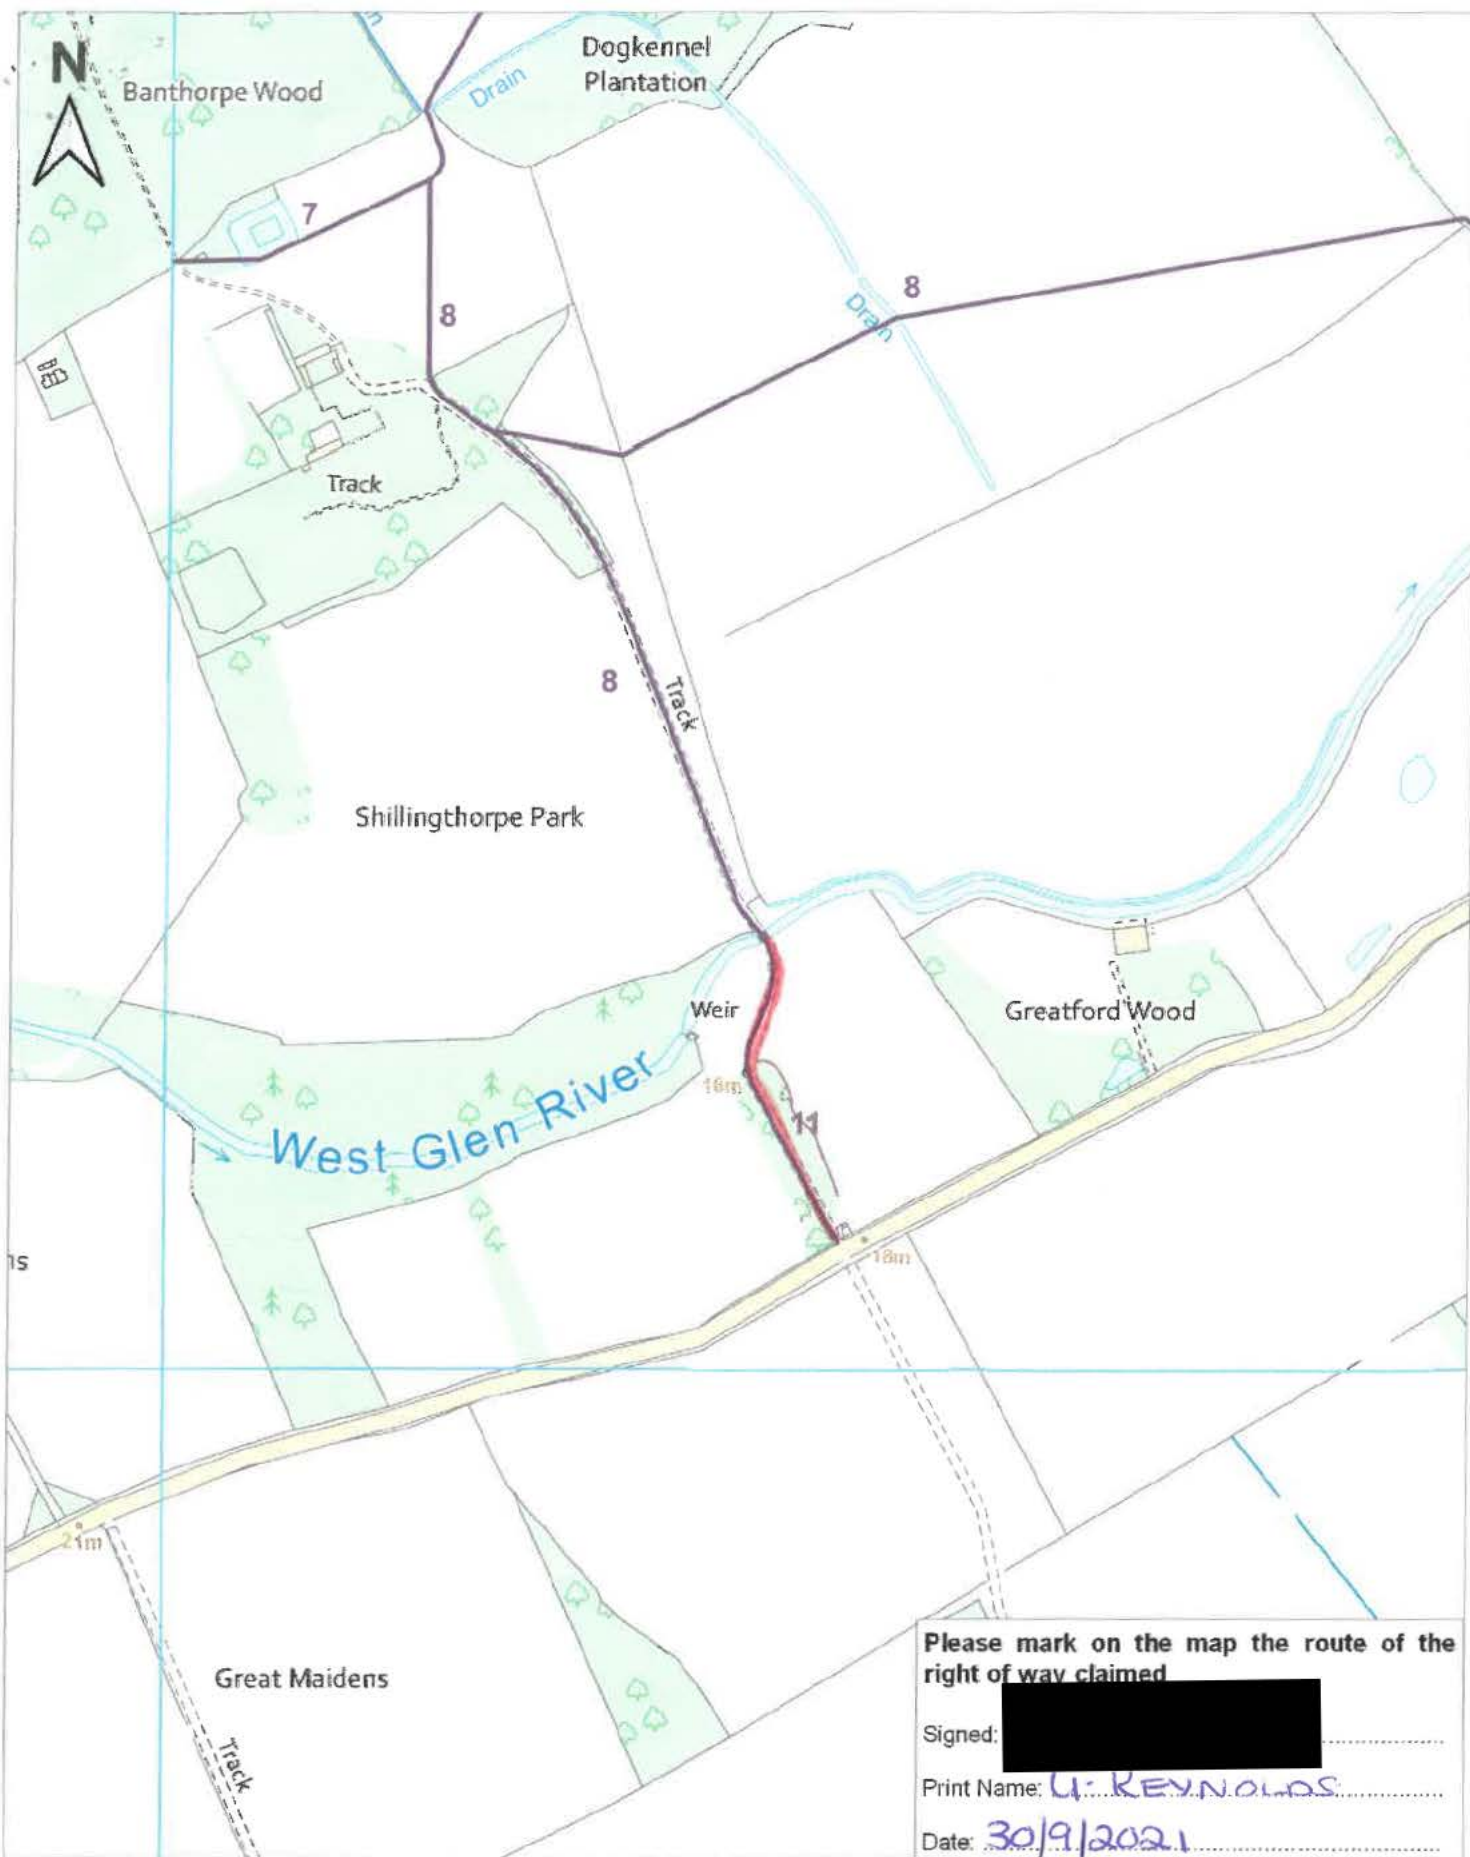 N
Banthorpe Wood
Dogkennel
Plantation
Drain
7
8
8
Drain
Track
8
Track
Shillingthorpe Park
Weir
Greatford Wood
16m
West Glen River
11
18m
21m
Great Maidens
Track
Please mark on the map the route of the
right of way claimed
Signed:
Print Name: U. REYNOLDS
Date: 30/9/2021